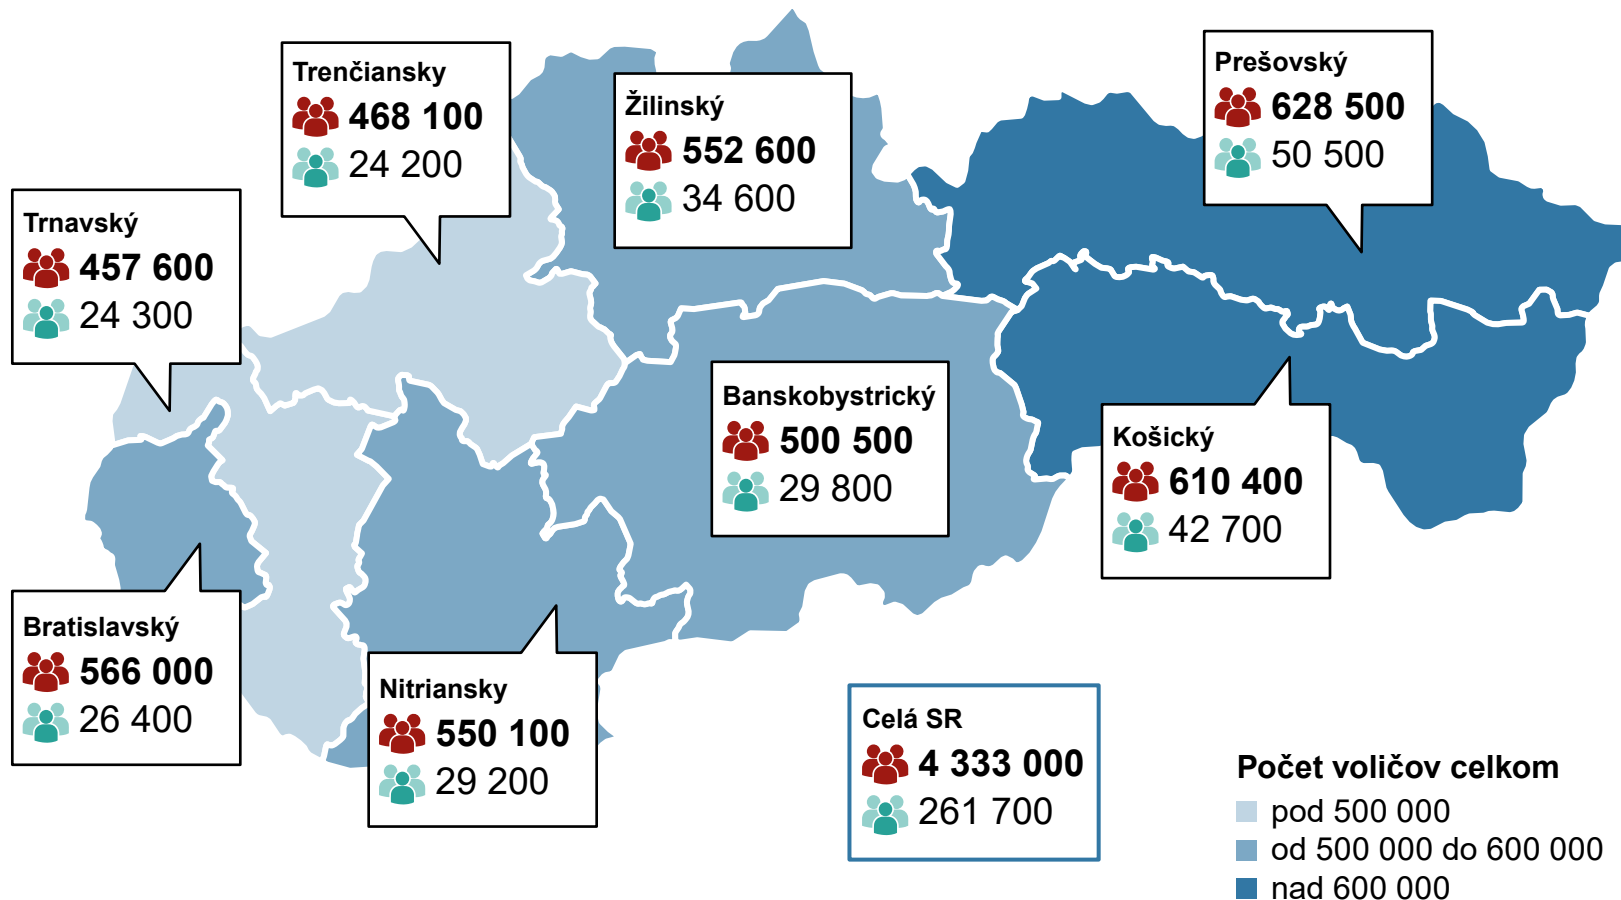 Trenčiansky
468 100
24 200
Žilinský
552 600
34 600
Prešovský
628 500
50 500
Trnavský
457 600
24 300
Banskobystrický
500 500
29 800
Košický
610 400
42 700
Bratislavský
566 000
26 400
Nitriansky
550 100
29 200
Celá SR
4 333 000
261 700
Počet voličov celkom
pod 500 000
od 500 000 do 600 000
nad 600 000